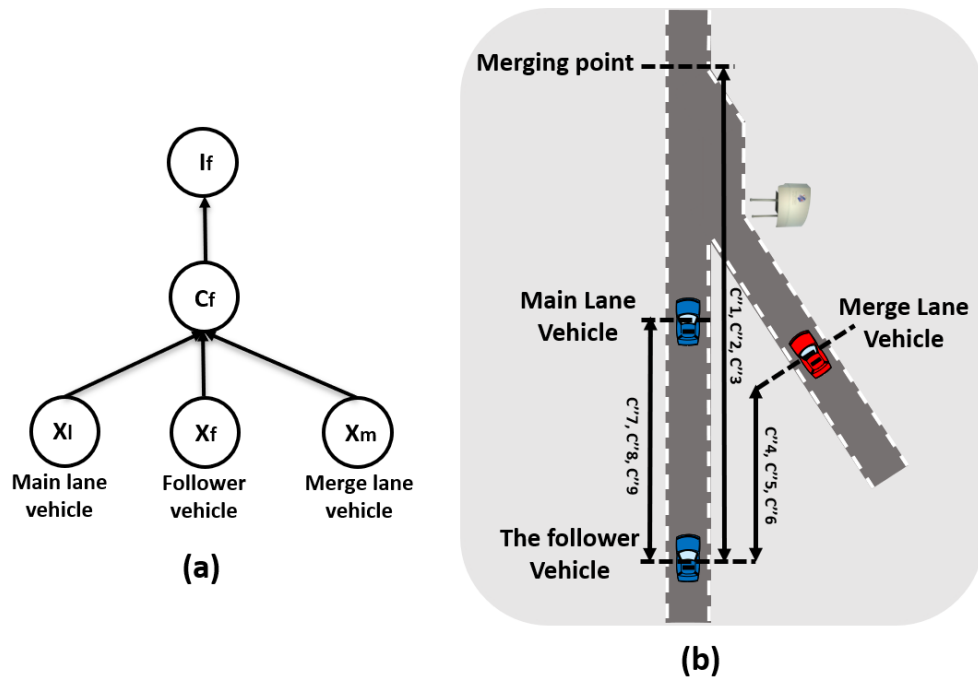 If
Cf
Xl
Xf
Xm
Main lane
vehicle
Follower
vehicle
Merge lane
vehicle
(a)
Merging point
Main Lane
Vehicle
Merge Lane
Vehicle
C″1, C″2, C″3
C″4, C″5, C″6
C″7, C″8, C″9
The follower
Vehicle
(b)